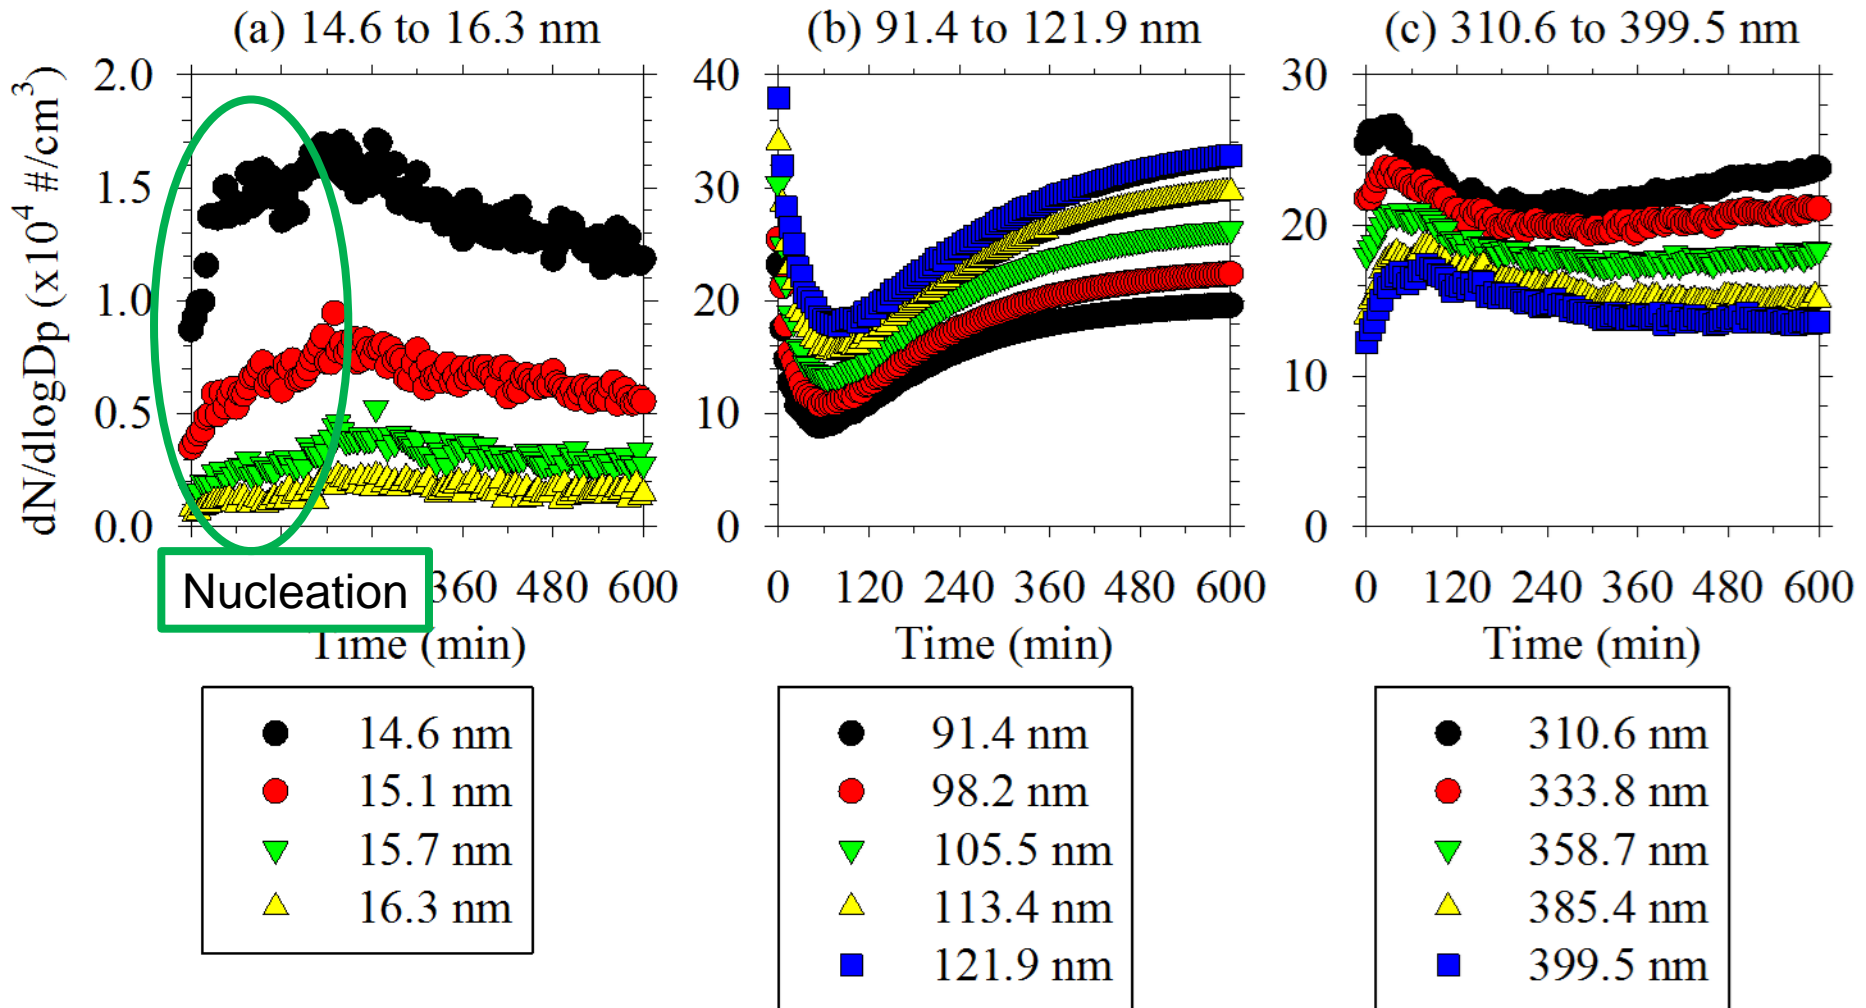 (a) 14.6 to 16.3 nm
(b) 91.4 to 121.9 nm
(c) 310.6 to 399.5 nm
dN/dlogDp (x10⁴ #/cm³)
2.0
1.5
1.0
0.5
0.0
40
30
20
10
0
30
20
10
0
Nucleation
360 480 600
0 120 240 360 480 600
0 120 240 360 480 600
Time (min)
Time (min)
Time (min)
14.6 nm
15.1 nm
15.7 nm
16.3 nm
91.4 nm
98.2 nm
105.5 nm
113.4 nm
121.9 nm
310.6 nm
333.8 nm
358.7 nm
385.4 nm
399.5 nm